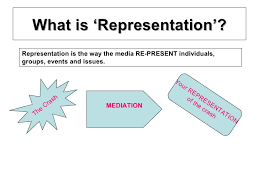 What is ‘Representation’?
Representation is the way the media RE-PRESENT individuals,
groups, events and issues.
The Crash
MEDIATION
Your REPRESENTATION
of the crash